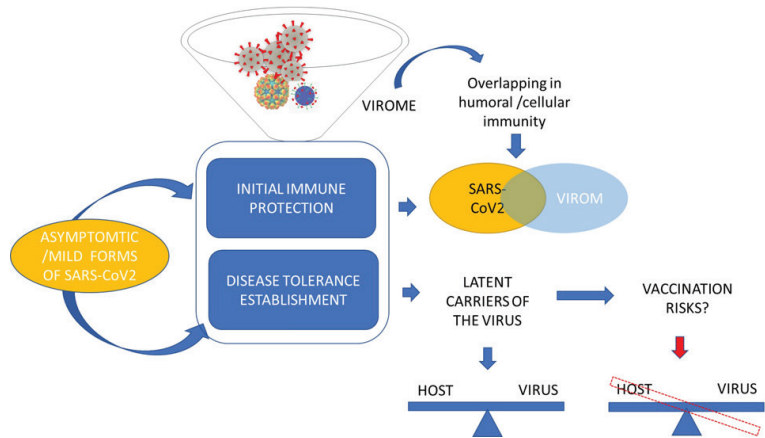 VIROME
Overlapping in
humoral /cellular
immunity
INITIAL IMMUNE
PROTECTION
SARS-
CoV2
VIROM
ASYMPTOMTIC
/MILD FORMS
OF SARS-CoV2
DISEASE TOLERANCE
ESTABLISHMENT
LATENT
CARRIERS OF
THE VIRUS
VACCINATION
RISKS?
HOST VIRUS
HOST VIRUS